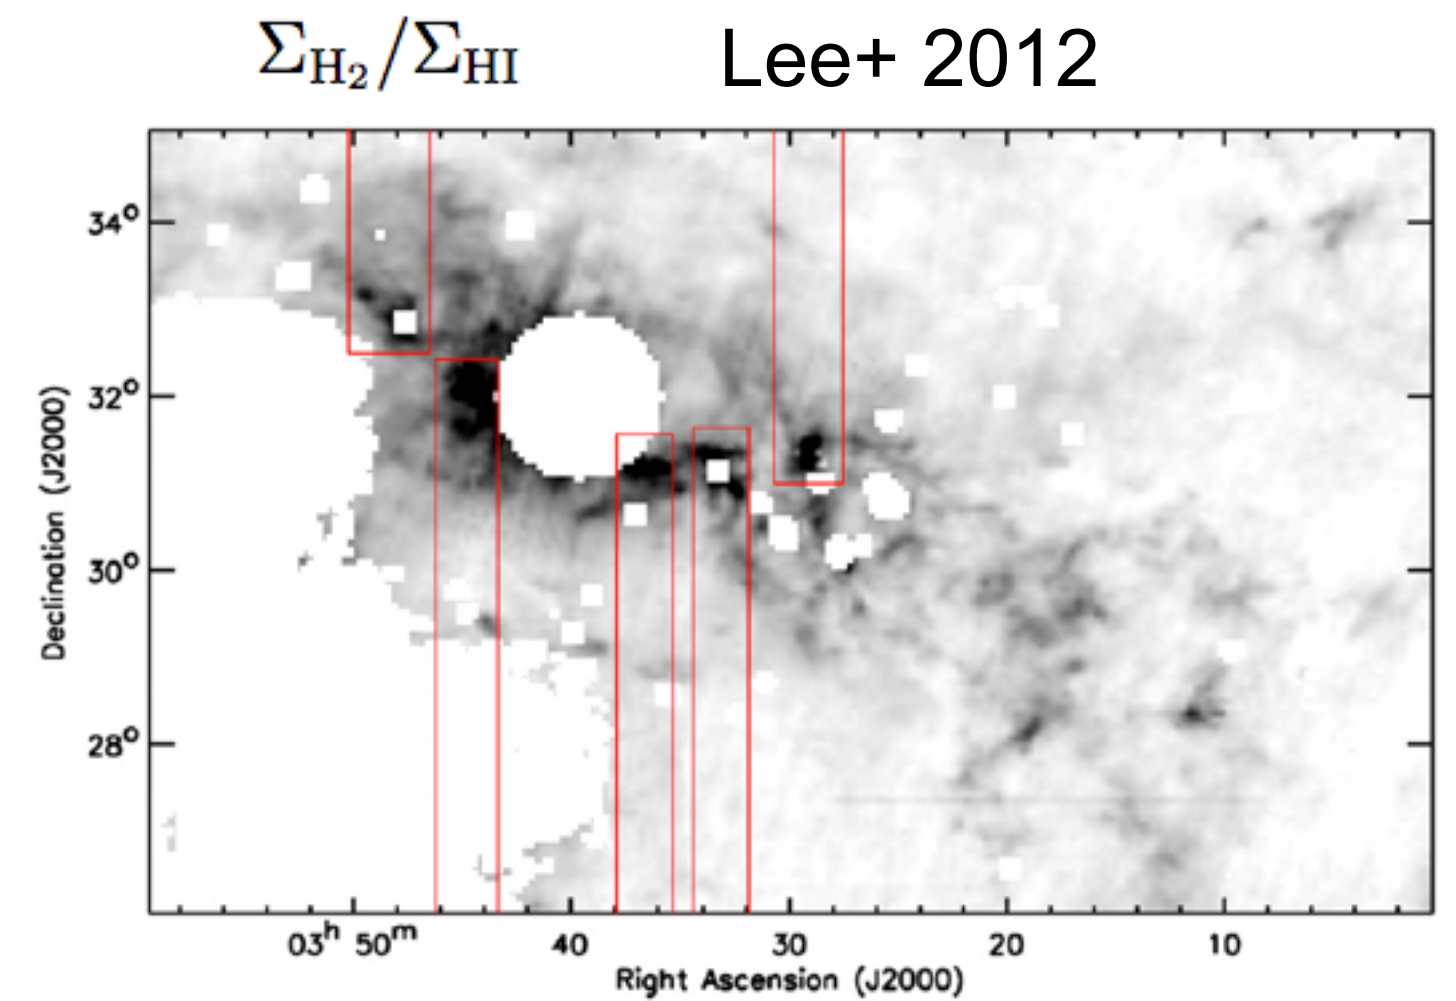 Σ_H₂/Σ_HI Lee+ 2012
34°
32°
30°
28°
Declination (J2000)
03ʰ 50ᵐ 40 30 20 10
Right Ascension (J2000)